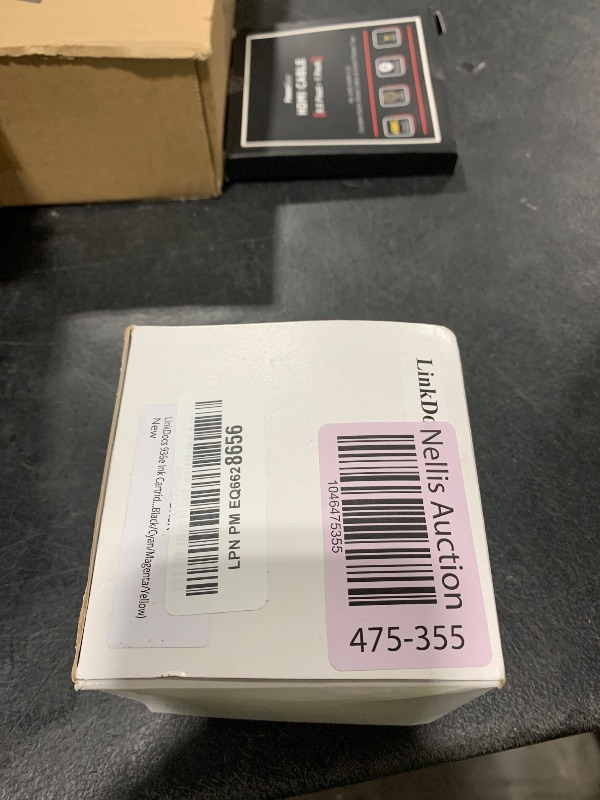 HDMI CABLE
LinkDo
Nellis Auction
1046475355
475-355
LPN PM EQ6628656
LinkDocs 936e Ink Cartrid...Black/Cyan/Magenta/Yellow)
New